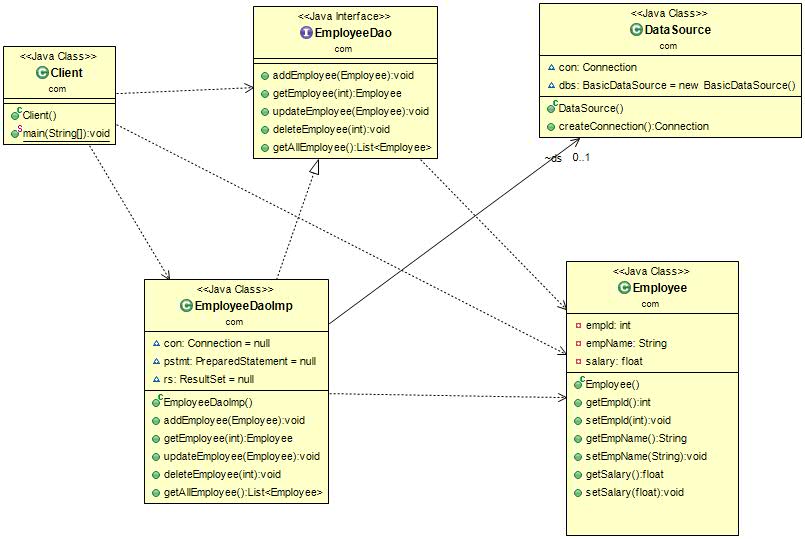 <<Java Class>>
Client
com
Client()
main(String[]):void
<<Java Interface>>
EmployeeDao
com
addEmployee(Employee):void
getEmployee(int):Employee
updateEmployee(Employee):void
deleteEmployee(int):void
getAllEmployee():List<Employee>
<<Java Class>>
DataSource
com
con: Connection
dbs: BasicDataSource = new BasicDataSource()
DataSource()
createConnection():Connection
~ds 0..1
<<Java Class>>
EmployeeDaoImp
com
con: Connection = null
pstmt: PreparedStatement = null
rs: ResultSet = null
EmployeeDaoImp()
addEmployee(Employee):void
getEmployee(int):Employee
updateEmployee(Employee):void
deleteEmployee(int):void
getAllEmployee():List<Employee>
<<Java Class>>
Employee
com
empId: int
empName: String
salary: float
Employee()
getEmpId():int
setEmpId(int):void
getEmpName():String
setEmpName(String):void
getSalary():float
setSalary(float):void